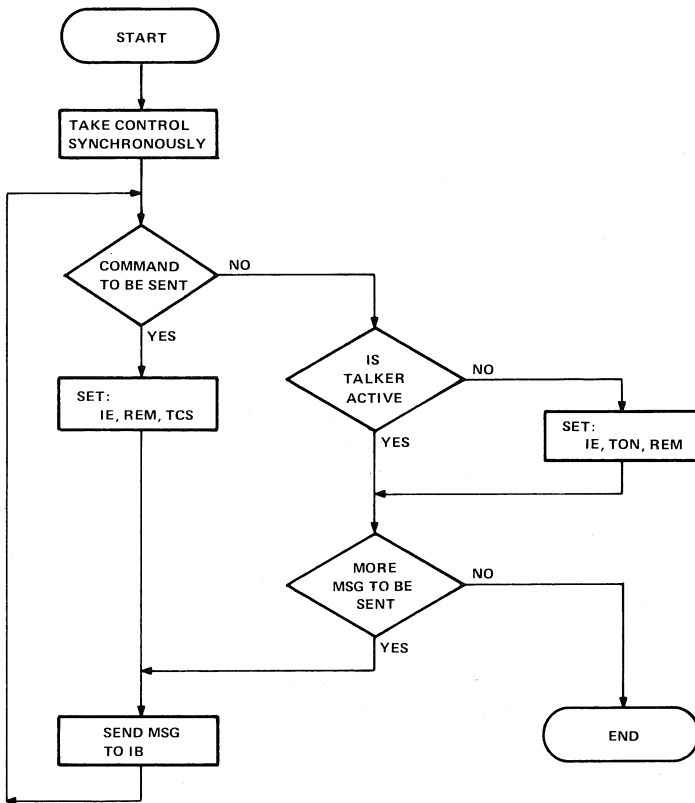 START
TAKE CONTROL
SYNCHRONOUSLY
COMMAND
TO BE SENT
NO
YES
IS
TALKER
ACTIVE
NO
YES
SET:
IE, REM, TCS
SET:
IE, TON, REM
MORE
MSG TO BE
SENT
NO
YES
SEND MSG
TO IB
END